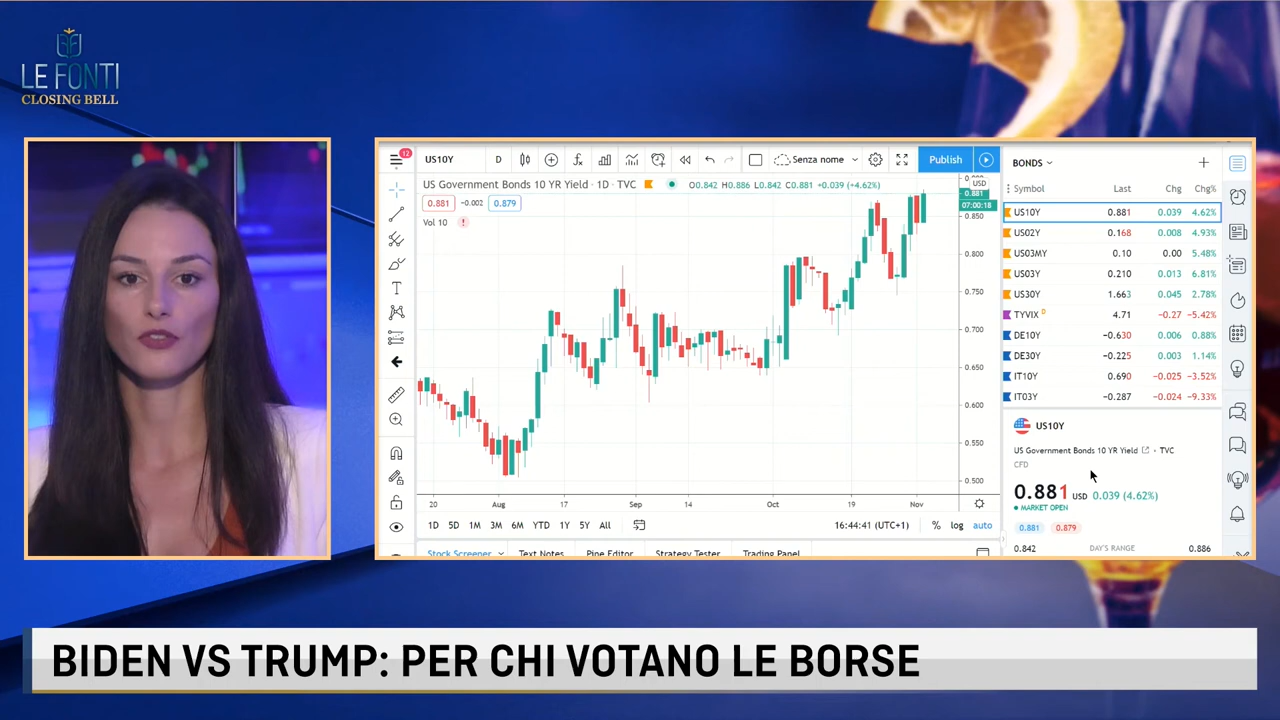 LE FONTI
CLOSING BELL
12
US10Y
D
Senza nome
Publish
US Government Bonds 10 YR Yield · 1D · TVC
O0.842 H0.886 L0.842 C0.881 +0.039 (+4.62%)
0.881
−0.002
0.879
Vol 10
USD
0.881
07:00:18
0.850
0.800
0.750
0.700
0.650
0.600
0.550
0.500
20
Aug
17
Sep
14
Oct
19
Nov
1D 5D 1M 3M 6M YTD 1Y 5Y All
16:44:41 (UTC+1)
% log auto
Stock Screener
Text Notes
Pine Editor
Strategy Tester
Trading Panel
BONDS
Symbol Last Chg Chg%
US10Y 0.881 0.039 4.62%
US02Y 0.168 0.008 4.93%
US03MY 0.10 0.00 5.48%
US03Y 0.210 0.013 6.81%
US30Y 1.663 0.045 2.78%
TYVIX D 4.71 −0.27 −5.42%
DE10Y −0.630 0.006 0.88%
DE30Y −0.225 0.003 1.14%
IT10Y 0.690 −0.025 −3.52%
IT03Y −0.287 −0.024 −9.33%
US10Y
US Government Bonds 10 YR Yield · TVC
CFD
0.881 USD 0.039 (4.62%)
MARKET OPEN
0.881
0.879
0.842 DAY'S RANGE 0.886
BIDEN VS TRUMP: PER CHI VOTANO LE BORSE